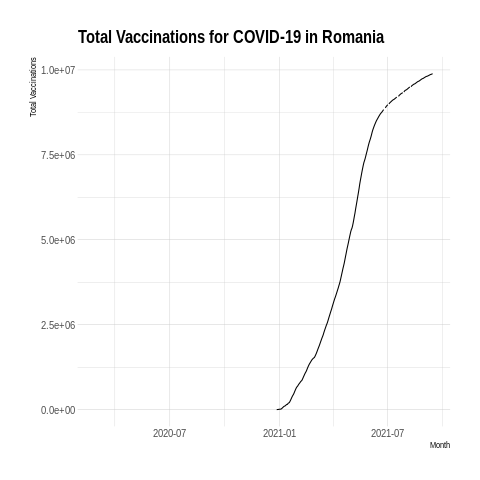 Total Vaccinations for COVID-19 in Romania
Total Vaccinations
1.0e+07
7.5e+06
5.0e+06
2.5e+06
0.0e+00
2020-07
2021-01
2021-07
Month